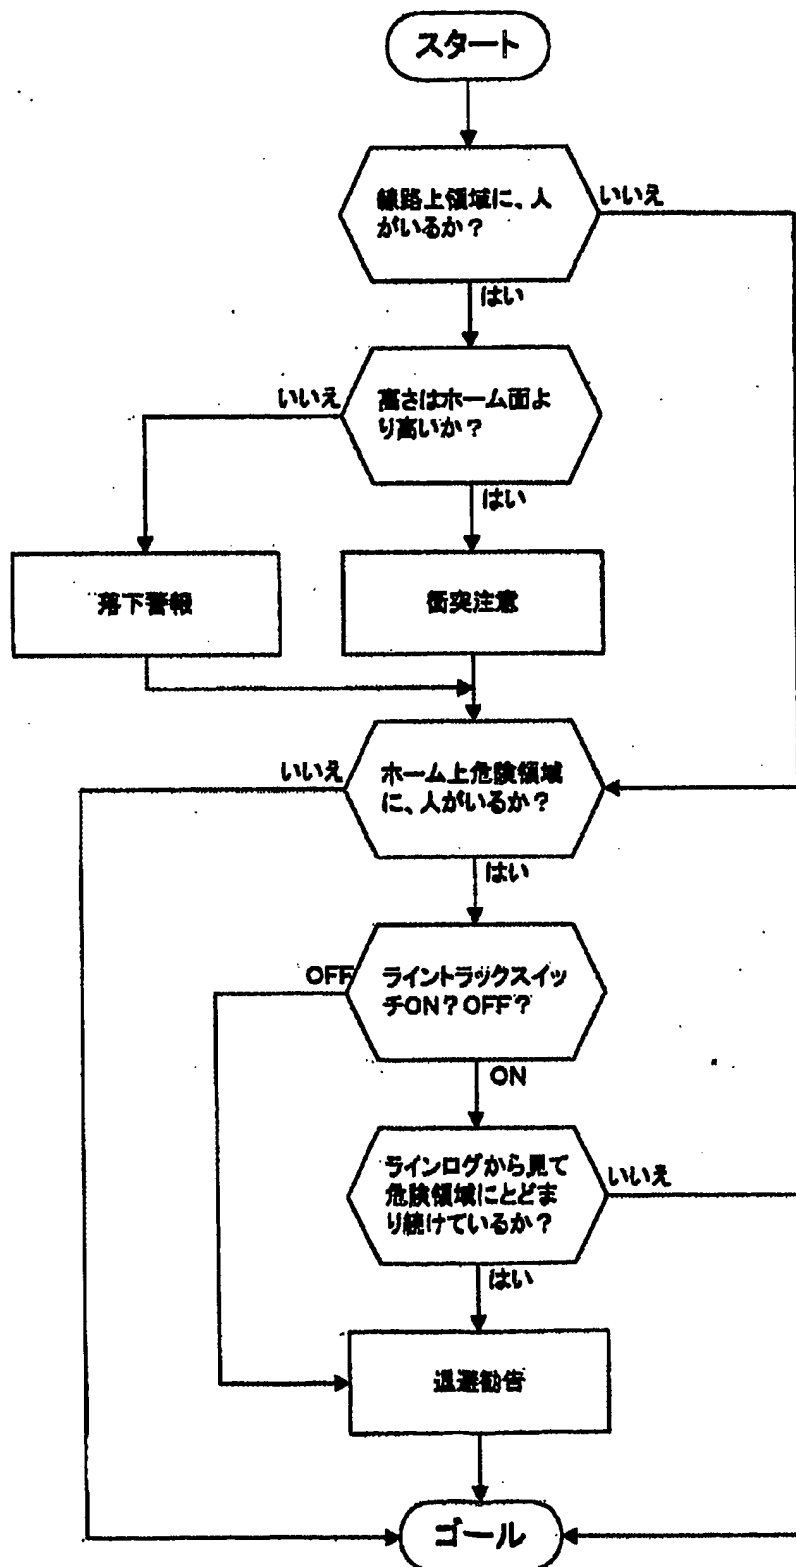 スタート
線路上領域に、人
がいるか?
いいえ
はい
高さはホーム面よ
り高いか?
いいえ
はい
落下警報
衝突注意
ホーム上危険領域
に、人がいるか?
いいえ
はい
ライントラックスイッ
チON?OFF?
OFF
ON
ラインログから見て
危険領域にとどま
り続けているか?
いいえ
はい
退避勧告
ゴール